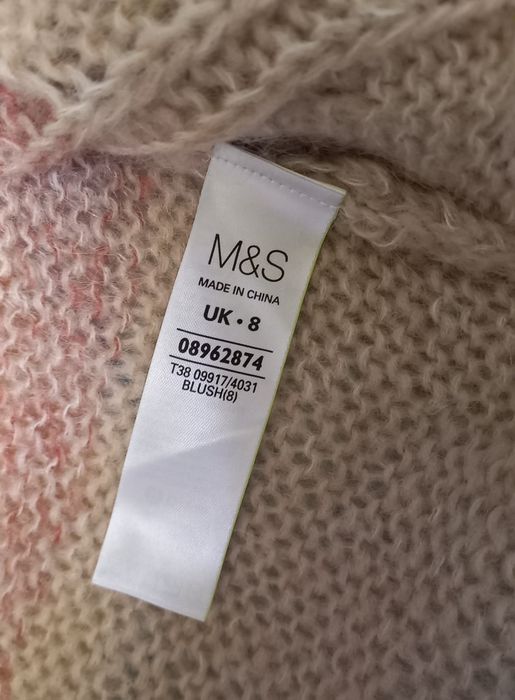 M&S
MADE IN CHINA
UK • 8
08962874
T38 09917/4031
BLUSH(8)